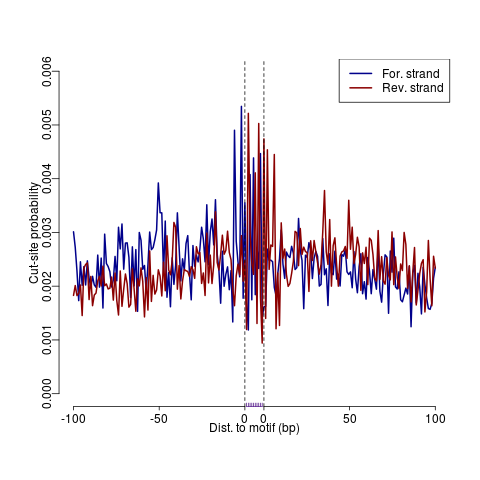 For. strand
Rev. strand
Cut-site probability
0.006
0.005
0.004
0.003
0.002
0.001
0.000
-100 -50 0 0 50 100
Dist. to motif (bp)